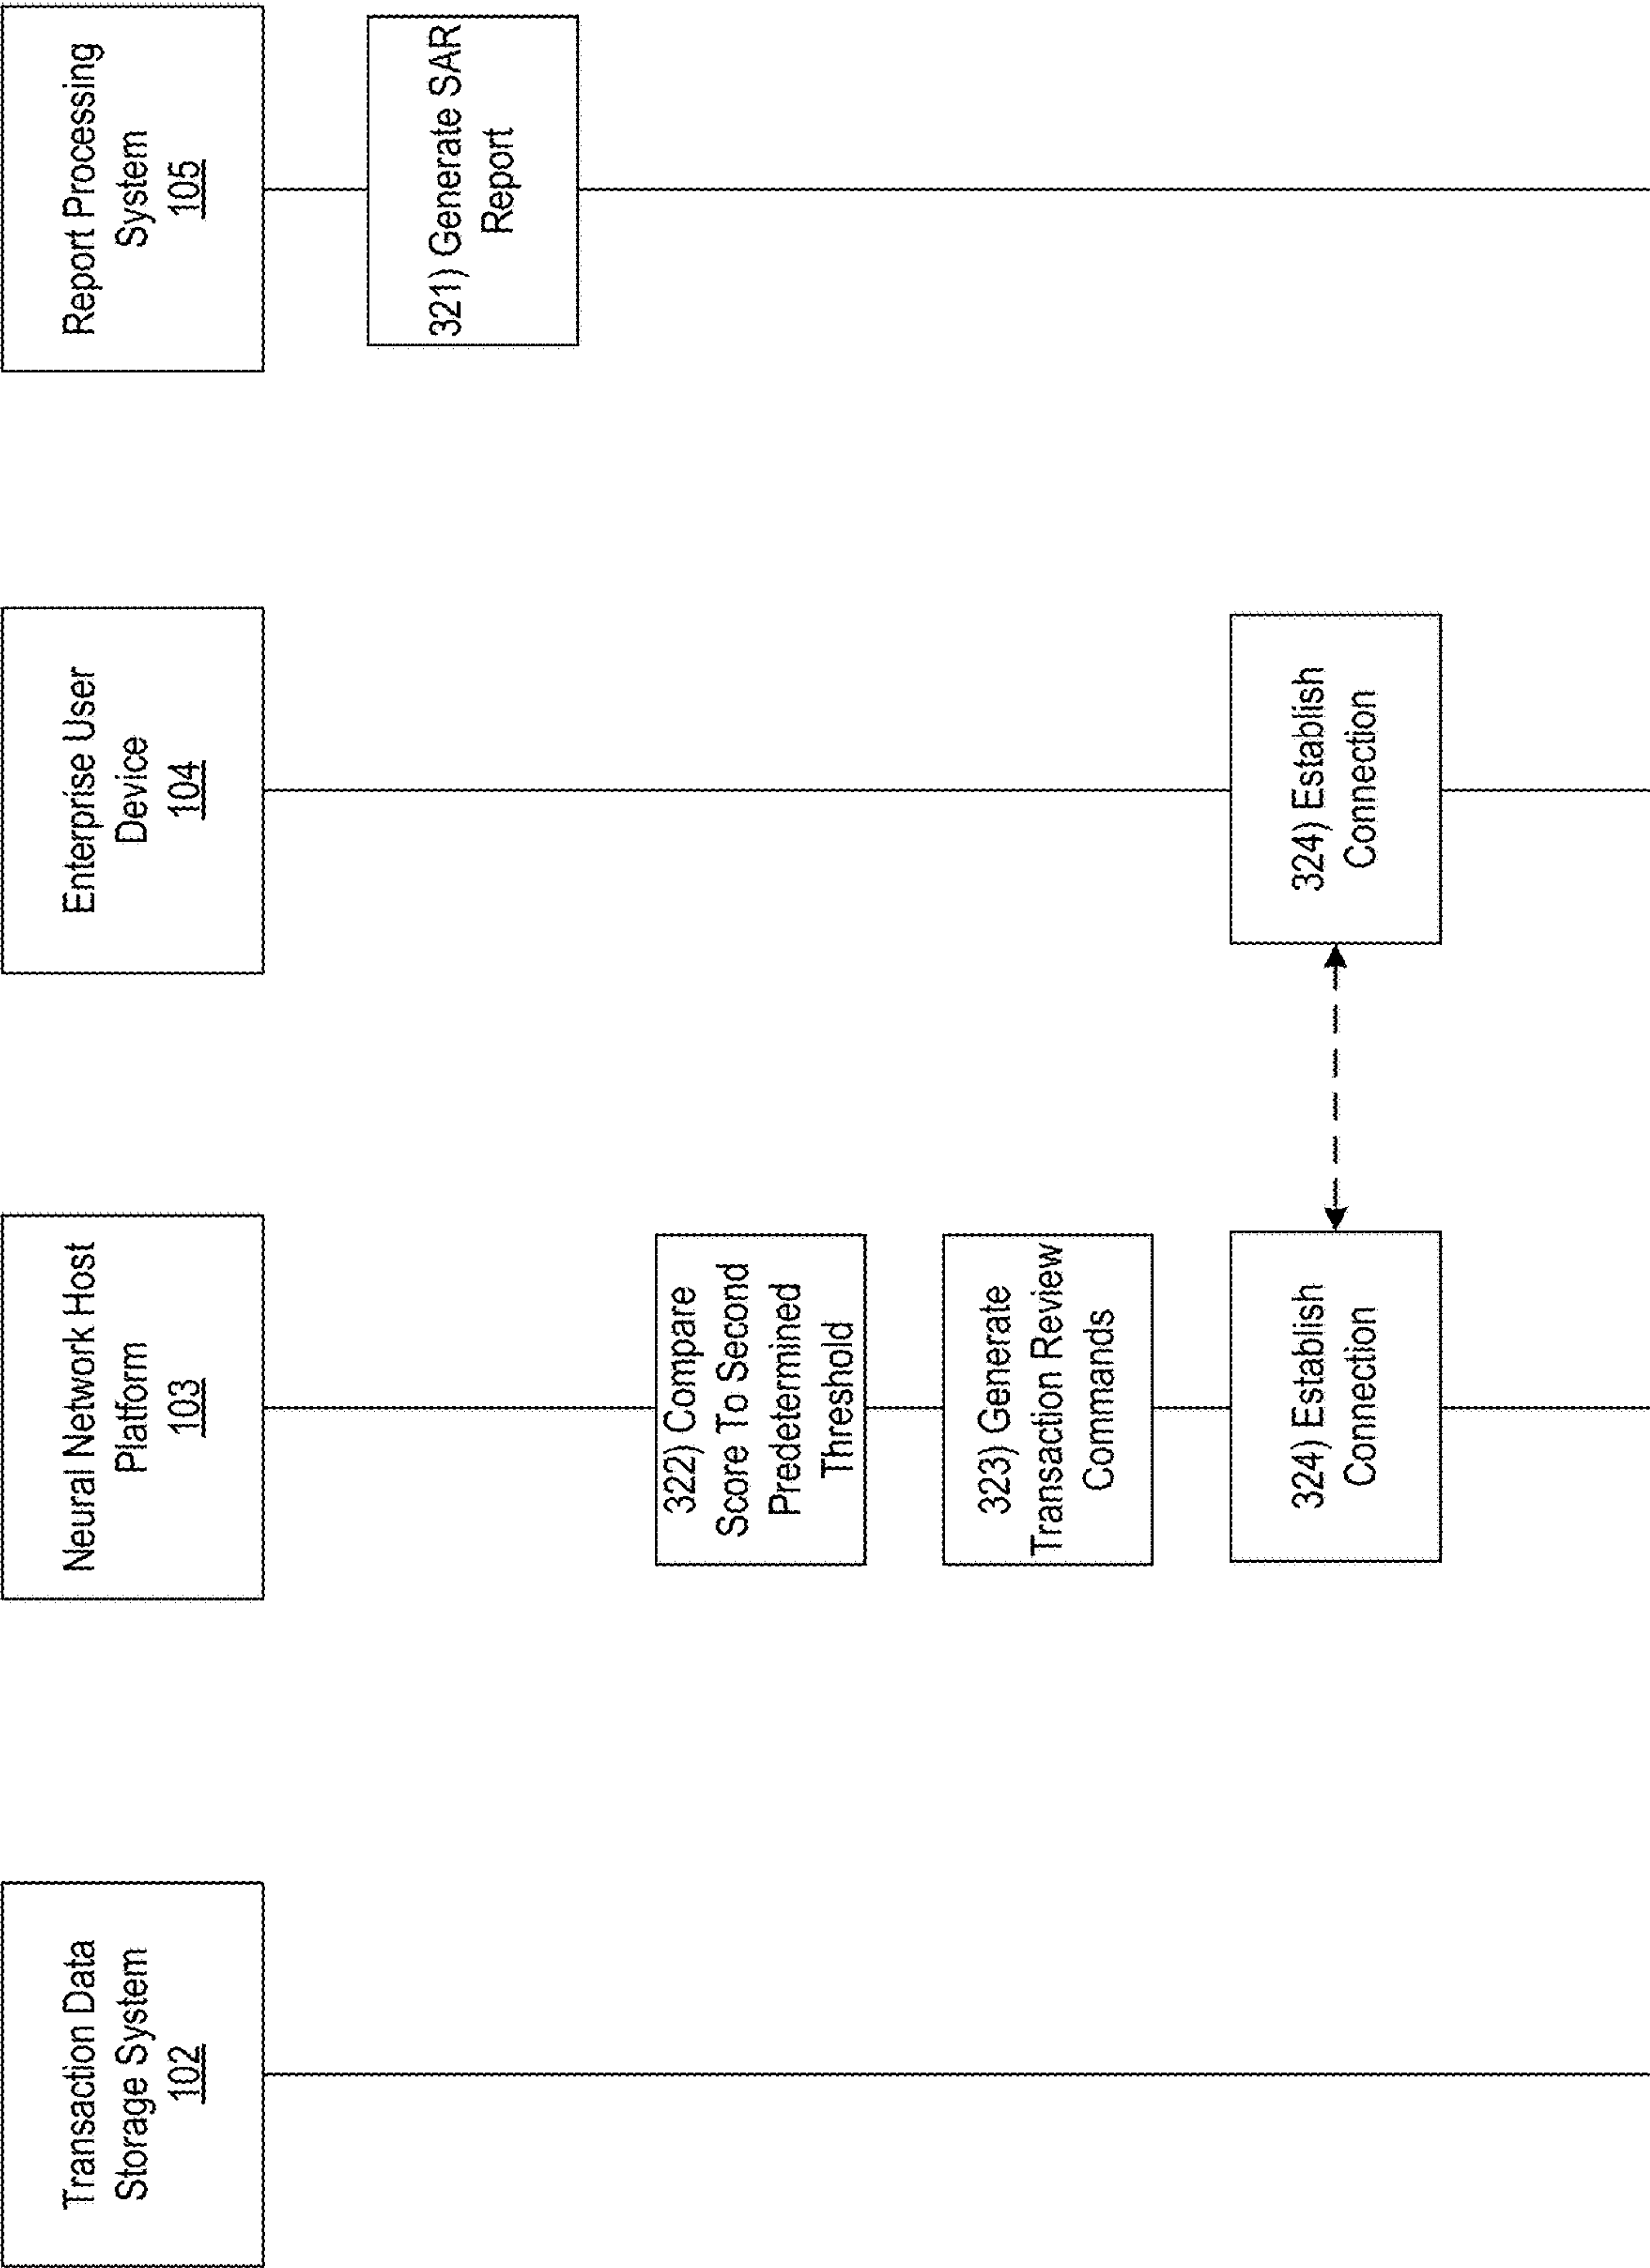 Transaction Data
Storage System
102
Neural Network Host
Platform
103
Enterprise User
Device
104
Report Processing
System
105
321) Generate SAR
Report
322) Compare
Score To Second
Predetermined
Threshold
323) Generate
Transaction Review
Commands
324) Establish
Connection
324) Establish
Connection